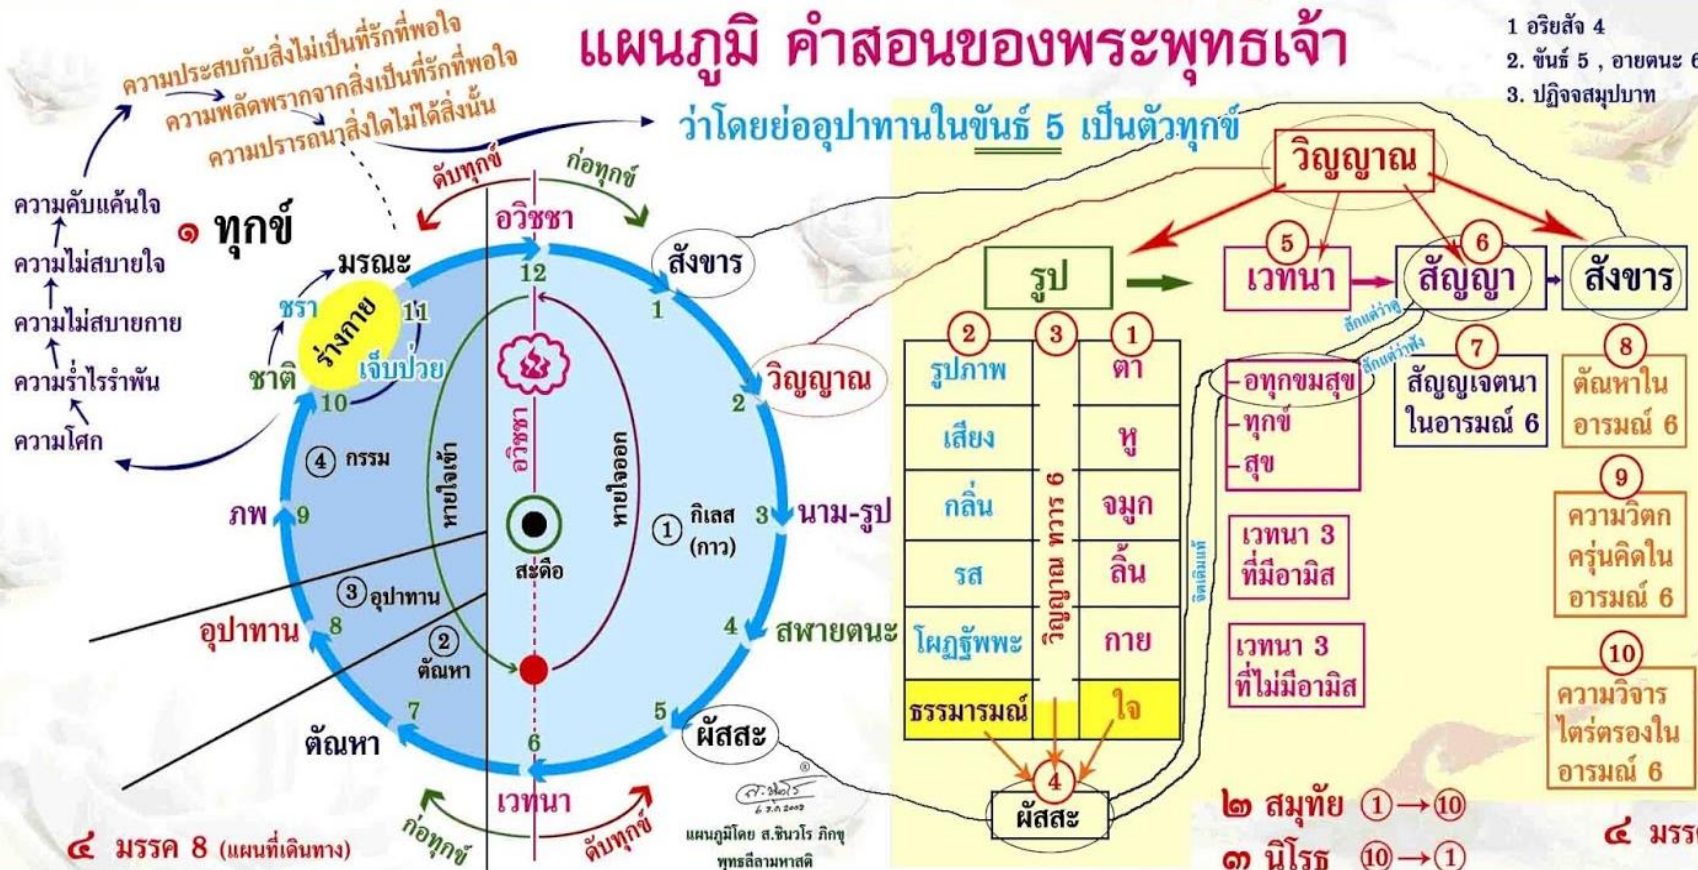 แผนภูมิ คำสอนของพระพุทธเจ้า
1 อริยสัจ 4
2. ขันธ์ 5 , อายตนะ 6
3. ปฏิจจสมุปบาท
ว่าโดยย่ออุปาทานในขันธ์ 5 เป็นตัวทุกข์
ความประสบกับสิ่งไม่เป็นที่รักที่พอใจ
ความพลัดพรากจากสิ่งเป็นที่รักที่พอใจ
ความปรารถนาสิ่งใดไม่ได้สิ่งนั้น
ความคับแค้นใจ
ความไม่สบายใจ
ความไม่สบายกาย
ความร่ำไรรำพัน
ความโศก
๑ ทุกข์
ดับทุกข์
ก่อทุกข์
อวิชชา
12
สังขาร
1
วิญญาณ
2
3 นาม-รูป
4 สฬายตนะ
5
ผัสสะ
6
เวทนา
7
ตัณหา
8
อุปาทาน
ภพ 9
10
ชาติ
ชรา
มรณะ
11
ร่างกาย
เจ็บป่วย
④ กรรม
③ อุปาทาน
②
ตัณหา
① กิเลส
(กาว)
หายใจเข้า
อวิชชา
หายใจออก
สะดือ
ก่อทุกข์
ดับทุกข์
แผนภูมิโดย ส.ชินวโร ภิกขุ
พุทธลีลามหาสติ
๔ มรรค 8 (แผนที่เดินทาง)
วิญญาณ
รูป
5
เวทนา
6
สัญญา
สังขาร
2
3
1
รูปภาพ
ตา
เสียง
หู
กลิ่น
จมูก
รส
ลิ้น
โผฏฐัพพะ
กาย
ธรรมารมณ์
ใจ
วิญญาณ ทวาร 6
4
ผัสสะ
สักแต่ว่าดู
สักแต่ว่าฟัง
จิตเดิมแท้
-อทุกขมสุข
-ทุกข์
-สุข
เวทนา 3
ที่มีอามิส
เวทนา 3
ที่ไม่มีอามิส
7
สัญญเจตนา
ในอารมณ์ 6
8
ตัณหาใน
อารมณ์ 6
9
ความวิตก
ครุ่นคิดใน
อารมณ์ 6
10
ความวิจาร
ไตร่ตรองใน
อารมณ์ 6
๒ สมุทัย ①→⑩
๓ นิโรธ ⑩→①
๔ มรรค